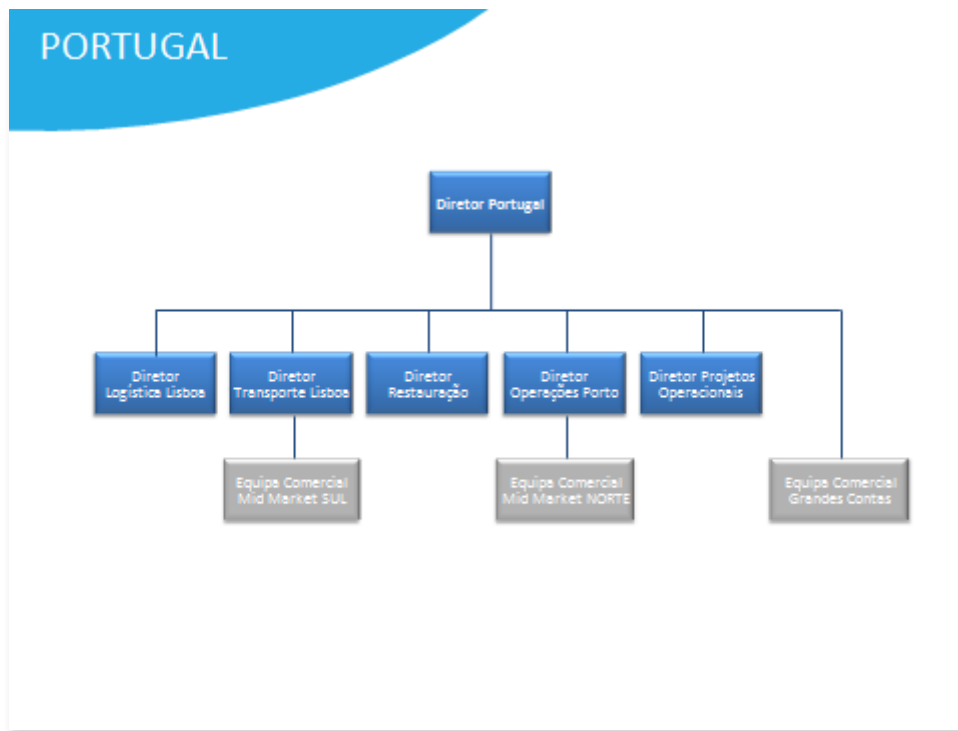 PORTUGAL
Diretor Portugal
Diretor
Logística Lisboa
Diretor
Transporte Lisboa
Diretor
Restauração
Diretor
Operações Porto
Diretor Projetos
Operacionais
Equipa Comercial
Mid Market SUL
Equipa Comercial
Mid Market NORTE
Equipa Comercial
Grandes Contas